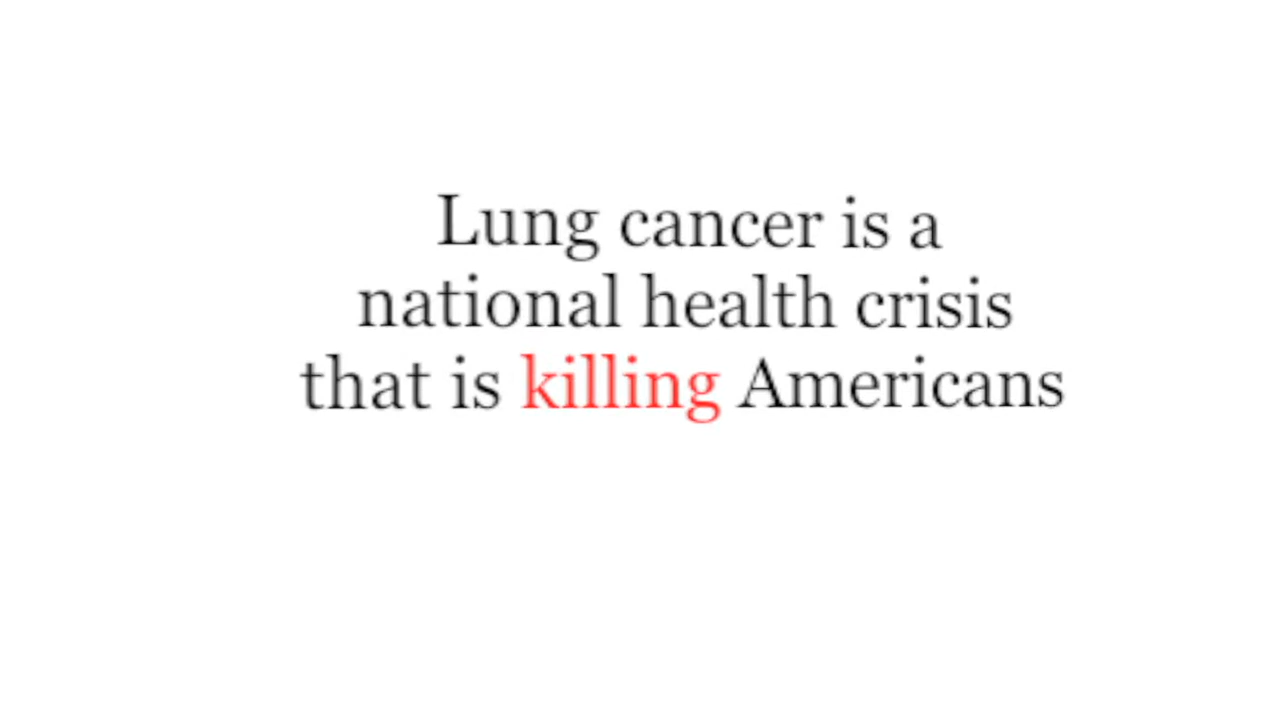 Lung cancer is a
national health crisis
that is killing Americans